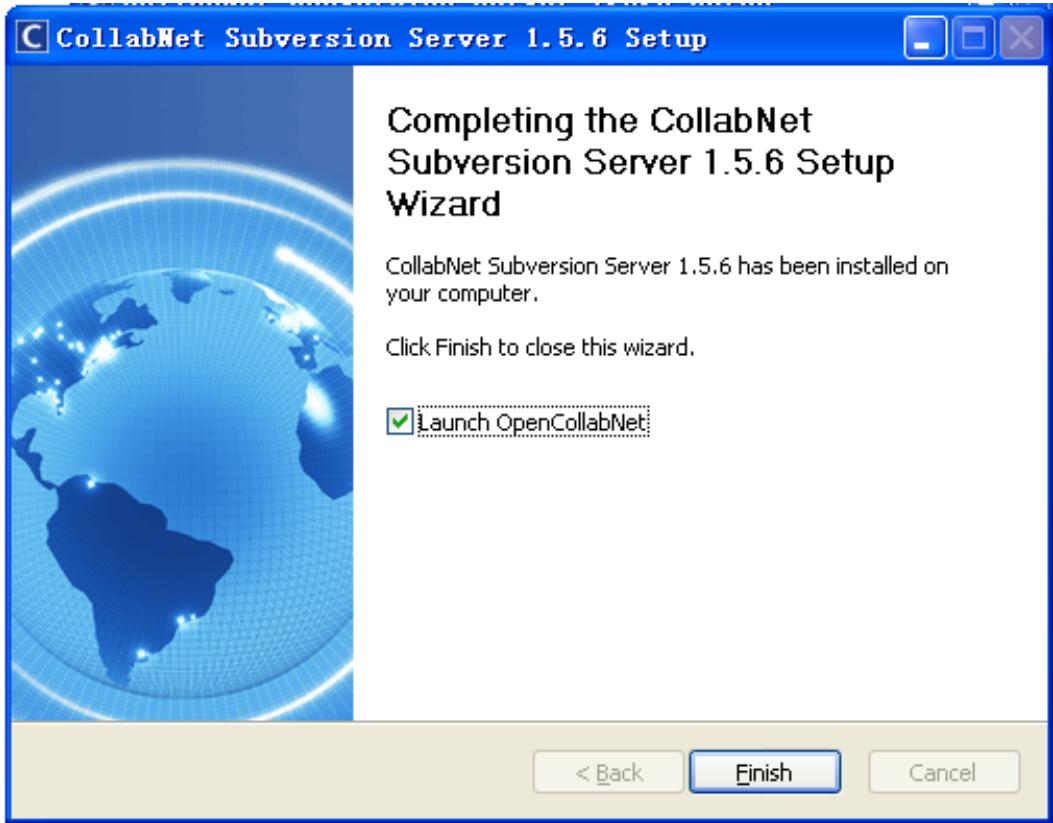 C CollabNet Subversion Server 1.5.6 Setup
Completing the CollabNet
Subversion Server 1.5.6 Setup
Wizard
CollabNet Subversion Server 1.5.6 has been installed on
your computer.
Click Finish to close this wizard.
Launch OpenCollabNet
< Back Finish Cancel